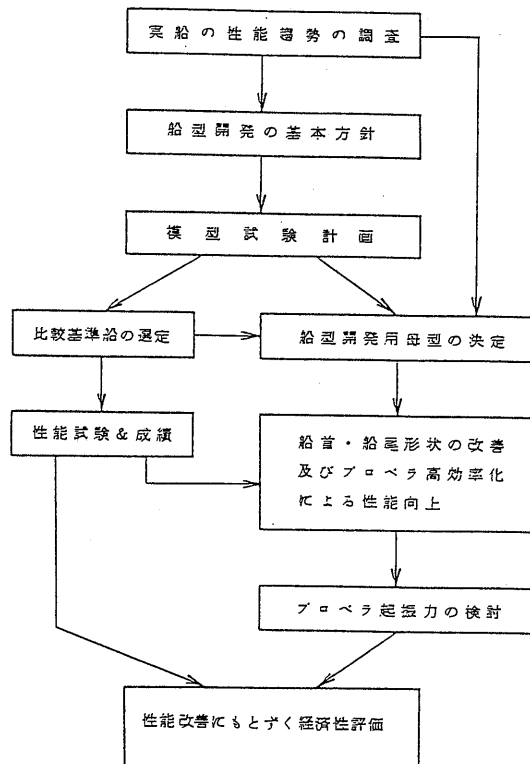 実船の性能趨勢の調査
船型開発の基本方針
模型試験計画
比較基準船の選定
船型開発用母型の決定
性能試験&成績
船首・船尾形状の改善
及びプロペラ高効率化
による性能向上
プロペラ起振力の検討
性能改善にもとずく経済性評価